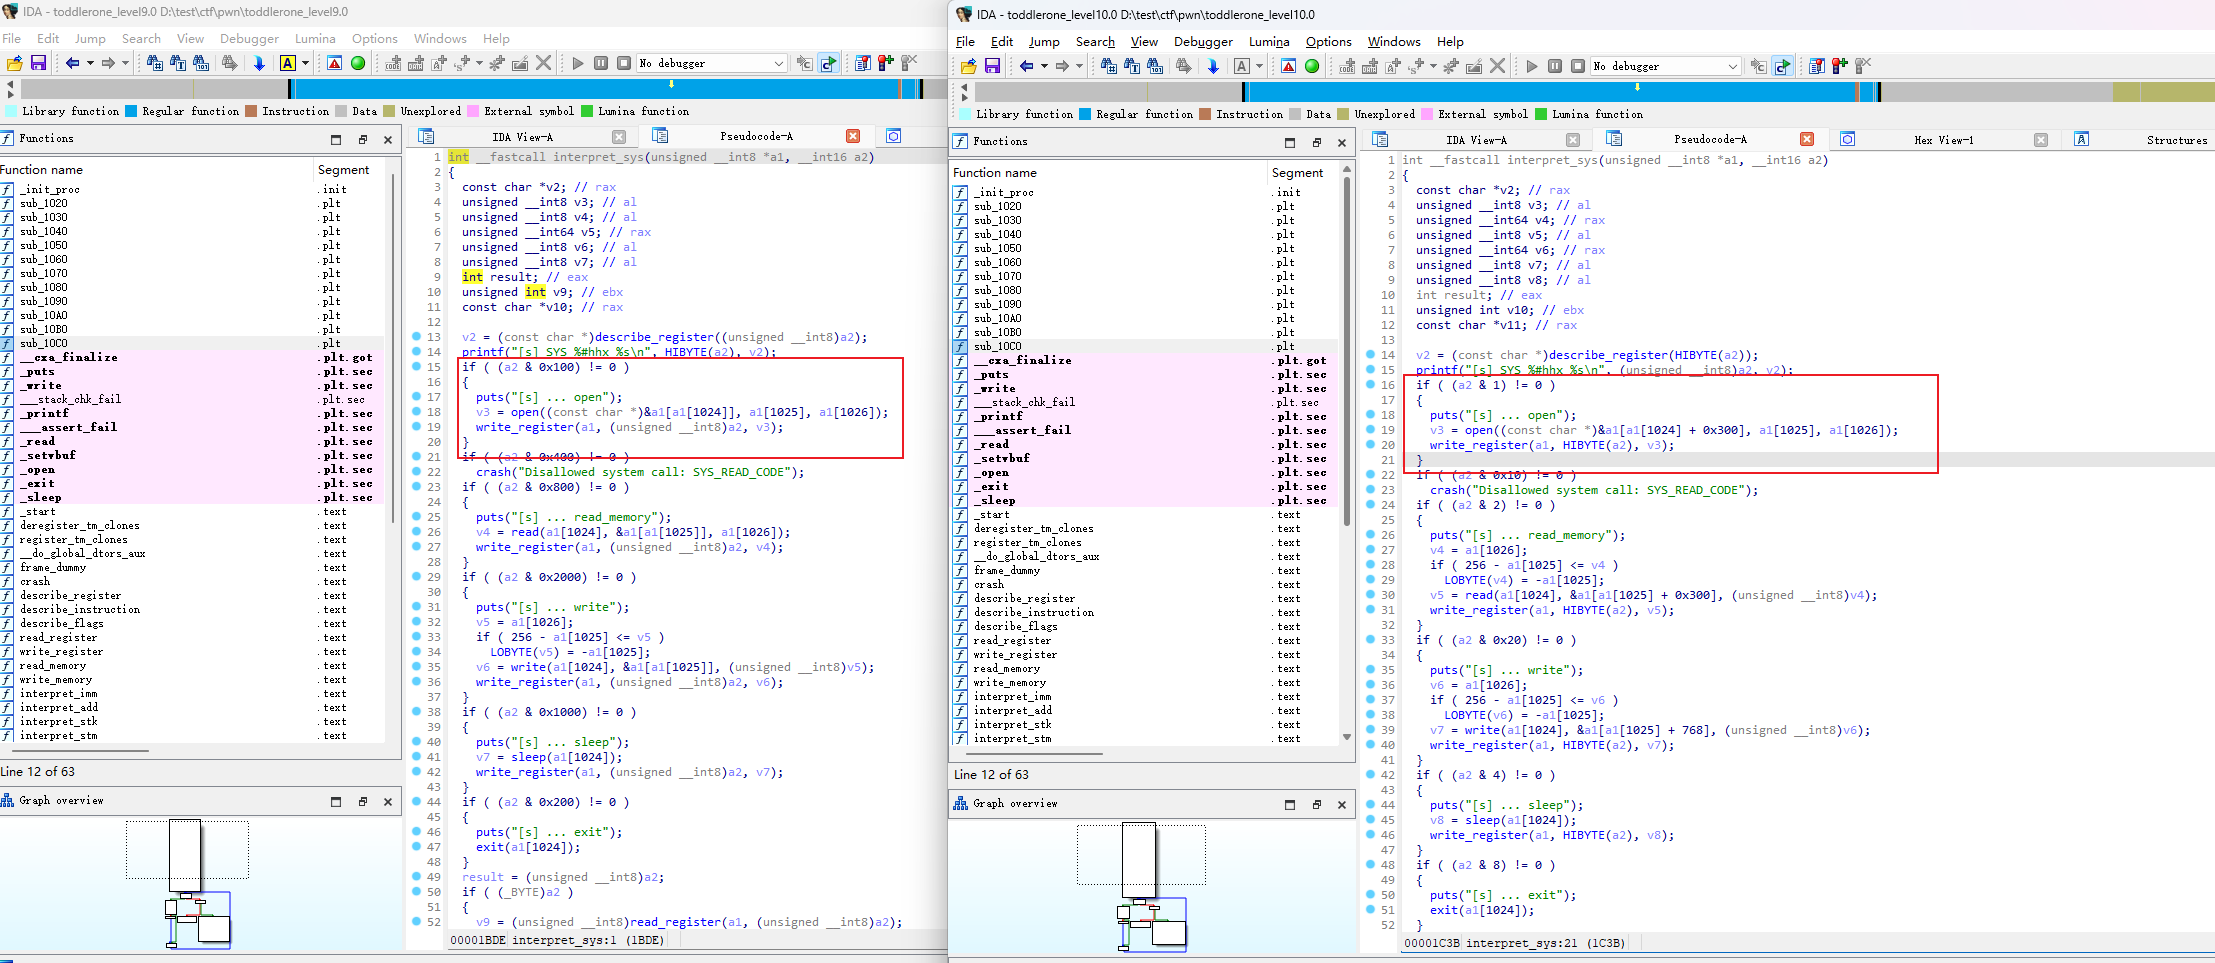 IDA - toddlerone_level9.0 D:\test\ctf\pwn\toddlerone_level9.0
File Edit Jump Search View Debugger Lumina Options Windows Help
No debugger
Library function Regular function Instruction Data Unexplored External symbol Lumina function
Functions
Function name Segment
_init_proc .init
sub_1020 .plt
sub_1030 .plt
sub_1040 .plt
sub_1050 .plt
sub_1060 .plt
sub_1070 .plt
sub_1080 .plt
sub_1090 .plt
sub_10A0 .plt
sub_10B0 .plt
sub_10C0 .plt
__cxa_finalize .plt.got
_puts .plt.sec
_write .plt.sec
___stack_chk_fail .plt.sec
_printf .plt.sec
___assert_fail .plt.sec
_read .plt.sec
_setvbuf .plt.sec
_open .plt.sec
_exit .plt.sec
_sleep .plt.sec
_start .text
deregister_tm_clones .text
register_tm_clones .text
__do_global_dtors_aux .text
frame_dummy .text
crash .text
describe_register .text
describe_instruction .text
describe_flags .text
read_register .text
write_register .text
read_memory .text
write_memory .text
interpret_imm .text
interpret_add .text
interpret_stk .text
interpret_stm .text
Line 12 of 63
Graph overview
IDA View-A Pseudocode-A
1 int __fastcall interpret_sys(unsigned __int8 *a1, __int16 a2)
2 {
3 const char *v2; // rax
4 unsigned __int8 v3; // al
5 unsigned __int8 v4; // al
6 unsigned __int64 v5; // rax
7 unsigned __int8 v6; // al
8 unsigned __int8 v7; // al
9 int result; // eax
10 unsigned int v9; // ebx
11 const char *v10; // rax
12
13 v2 = (const char *)describe_register((unsigned __int8)a2);
14 printf("[s] SYS %#hhx %s\n", HIBYTE(a2), v2);
15 if ( (a2 & 0x100) != 0 )
16 {
17 puts("[s] ... open");
18 v3 = open((const char *)&a1[a1[1024]], a1[1025], a1[1026]);
19 write_register(a1, (unsigned __int8)a2, v3);
20 }
21 if ( (a2 & 0x400) != 0 )
22 crash("Disallowed system call: SYS_READ_CODE");
23 if ( (a2 & 0x800) != 0 )
24 {
25 puts("[s] ... read_memory");
26 v4 = read(a1[1024], &a1[a1[1025]], a1[1026]);
27 write_register(a1, (unsigned __int8)a2, v4);
28 }
29 if ( (a2 & 0x2000) != 0 )
30 {
31 puts("[s] ... write");
32 v5 = a1[1026];
33 if ( 256 - a1[1025] <= v5 )
34 LOBYTE(v5) = -a1[1025];
35 v6 = write(a1[1024], &a1[a1[1025]], (unsigned __int8)v5);
36 write_register(a1, (unsigned __int8)a2, v6);
37 }
38 if ( (a2 & 0x1000) != 0 )
39 {
40 puts("[s] ... sleep");
41 v7 = sleep(a1[1024]);
42 write_register(a1, (unsigned __int8)a2, v7);
43 }
44 if ( (a2 & 0x200) != 0 )
45 {
46 puts("[s] ... exit");
47 exit(a1[1024]);
48 }
49 result = (unsigned __int8)a2;
50 if ( (_BYTE)a2 )
51 {
52 v9 = (unsigned __int8)read_register(a1, (unsigned __int8)a2);
00001BDE interpret_sys:1 (1BDE)
IDA - toddlerone_level10.0 D:\test\ctf\pwn\toddlerone_level10.0
File Edit Jump Search View Debugger Lumina Options Windows Help
No debugger
Library function Regular function Instruction Data Unexplored External symbol Lumina function
Functions
Function name Segment
_init_proc .init
sub_1020 .plt
sub_1030 .plt
sub_1040 .plt
sub_1050 .plt
sub_1060 .plt
sub_1070 .plt
sub_1080 .plt
sub_1090 .plt
sub_10A0 .plt
sub_10B0 .plt
sub_10C0 .plt
__cxa_finalize .plt.got
_puts .plt.sec
_write .plt.sec
___stack_chk_fail .plt.sec
_printf .plt.sec
___assert_fail .plt.sec
_read .plt.sec
_setvbuf .plt.sec
_open .plt.sec
_exit .plt.sec
_sleep .plt.sec
_start .text
deregister_tm_clones .text
register_tm_clones .text
__do_global_dtors_aux .text
frame_dummy .text
crash .text
describe_register .text
describe_instruction .text
describe_flags .text
read_register .text
write_register .text
read_memory .text
write_memory .text
interpret_imm .text
interpret_add .text
interpret_stk .text
interpret_stm .text
Line 12 of 63
Graph overview
IDA View-A Pseudocode-A Hex View-1 Structures
1 int __fastcall interpret_sys(unsigned __int8 *a1, __int16 a2)
2 {
3 const char *v2; // rax
4 unsigned __int8 v3; // al
5 unsigned __int64 v4; // rax
6 unsigned __int8 v5; // al
7 unsigned __int64 v6; // rax
8 unsigned __int8 v7; // al
9 unsigned __int8 v8; // al
10 int result; // eax
11 unsigned int v10; // ebx
12 const char *v11; // rax
13
14 v2 = (const char *)describe_register(HIBYTE(a2));
15 printf("[s] SYS %#hhx %s\n", (unsigned __int8)a2, v2);
16 if ( (a2 & 1) != 0 )
17 {
18 puts("[s] ... open");
19 v3 = open((const char *)&a1[a1[1024] + 0x300], a1[1025], a1[1026]);
20 write_register(a1, HIBYTE(a2), v3);
21 }
22 if ( (a2 & 0x10) != 0 )
23 crash("Disallowed system call: SYS_READ_CODE");
24 if ( (a2 & 2) != 0 )
25 {
26 puts("[s] ... read_memory");
27 v4 = a1[1026];
28 if ( 256 - a1[1025] <= v4 )
29 LOBYTE(v4) = -a1[1025];
30 v5 = read(a1[1024], &a1[a1[1025] + 0x300], (unsigned __int8)v4);
31 write_register(a1, HIBYTE(a2), v5);
32 }
33 if ( (a2 & 0x20) != 0 )
34 {
35 puts("[s] ... write");
36 v6 = a1[1026];
37 if ( 256 - a1[1025] <= v6 )
38 LOBYTE(v6) = -a1[1025];
39 v7 = write(a1[1024], &a1[a1[1025] + 768], (unsigned __int8)v6);
40 write_register(a1, HIBYTE(a2), v7);
41 }
42 if ( (a2 & 4) != 0 )
43 {
44 puts("[s] ... sleep");
45 v8 = sleep(a1[1024]);
46 write_register(a1, HIBYTE(a2), v8);
47 }
48 if ( (a2 & 8) != 0 )
49 {
50 puts("[s] ... exit");
51 exit(a1[1024]);
52 }
00001C3B interpret_sys:21 (1C3B)